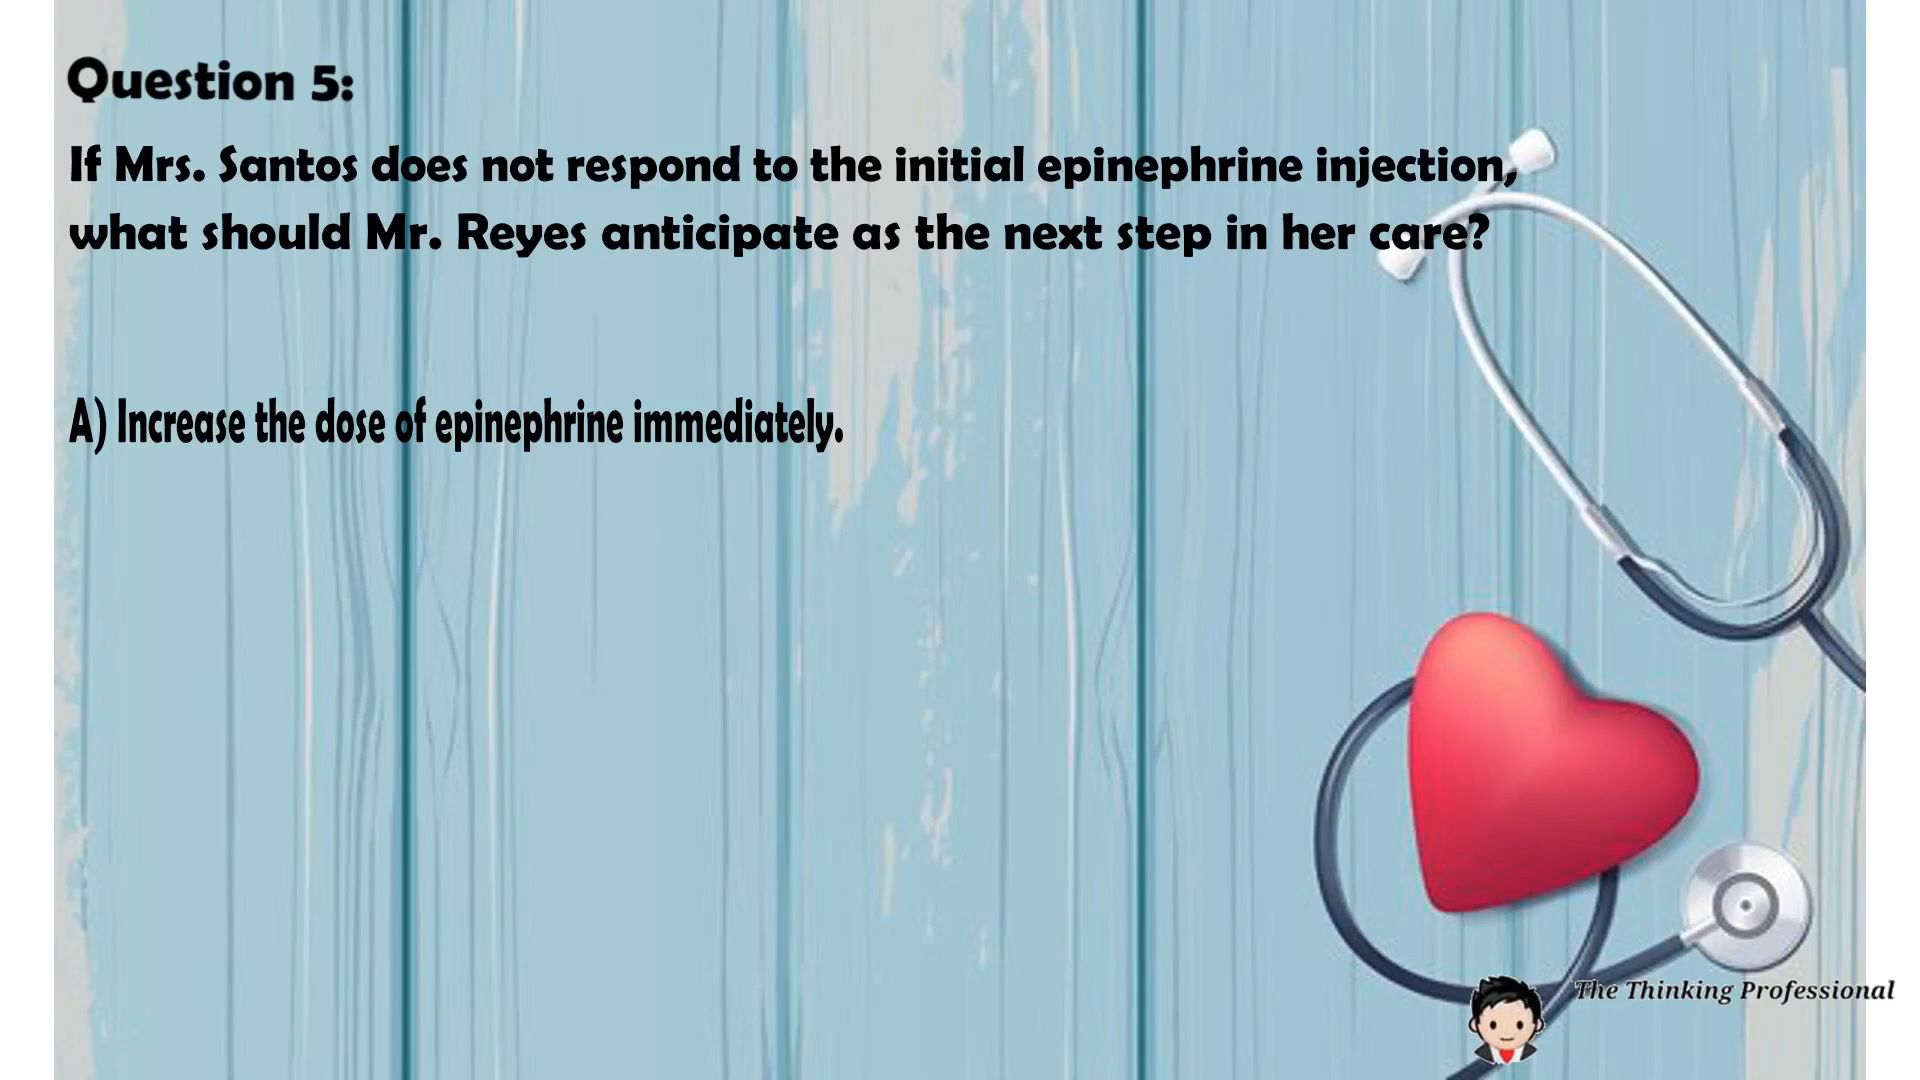 Question 5:
If Mrs. Santos does not respond to the initial epinephrine injection,
what should Mr. Reyes anticipate as the next step in her care?
A) Increase the dose of epinephrine immediately.
The Thinking Professional